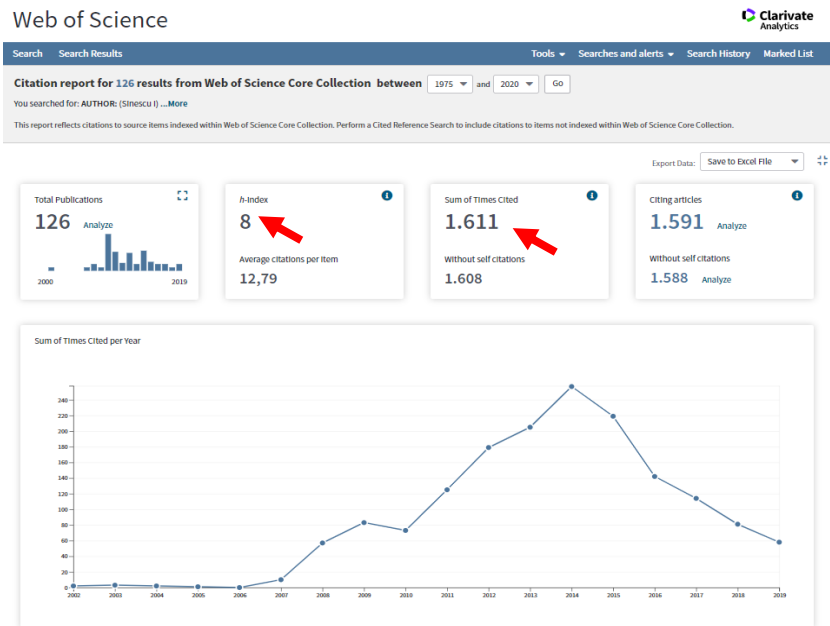 Web of Science
Clarivate
Analytics
Search Search Results Tools Searches and alerts Search History Marked List
Citation report for 126 results from Web of Science Core Collection between 1975 and 2020 Go
You searched for: AUTHOR: (Sinescu I) ...More
This report reflects citations to source items indexed within Web of Science Core Collection. Perform a Cited Reference Search to include citations to items not indexed within Web of Science Core Collection.
Export Data: Save to Excel File
Total Publications
126 Analyze
2000 2019
h-Index
8
Average citations per item
12,79
Sum of Times Cited
1.611
Without self citations
1.608
Citing articles
1.591 Analyze
Without self citations
1.588 Analyze
Sum of Times Cited per Year
240
220
200
180
160
140
120
100
80
60
40
20
0
2002 2003 2004 2005 2006 2007 2008 2009 2010 2011 2012 2013 2014 2015 2016 2017 2018 2019